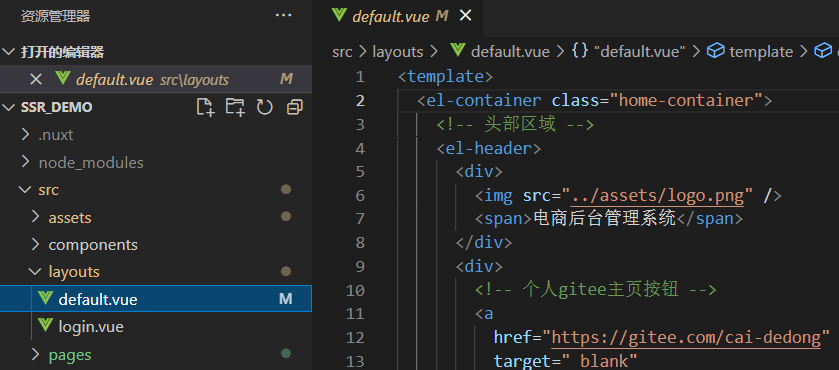 资源管理器 ...
打开的编辑器
default.vue src\layouts M
SSR_DEMO
.nuxt
node_modules
src
assets
components
layouts
default.vue M
login.vue
pages
default.vue M
src > layouts > default.vue > {} "default.vue" > template >
1 <template>
2 <el-container class="home-container">
3 <!-- 头部区域 -->
4 <el-header>
5 <div>
6 <img src="../assets/logo.png" />
7 <span>电商后台管理系统</span>
8 </div>
9 <div>
10 <!-- 个人gitee主页按钮 -->
11 <a
12 href="https://gitee.com/cai-dedong"
13 target="_blank"